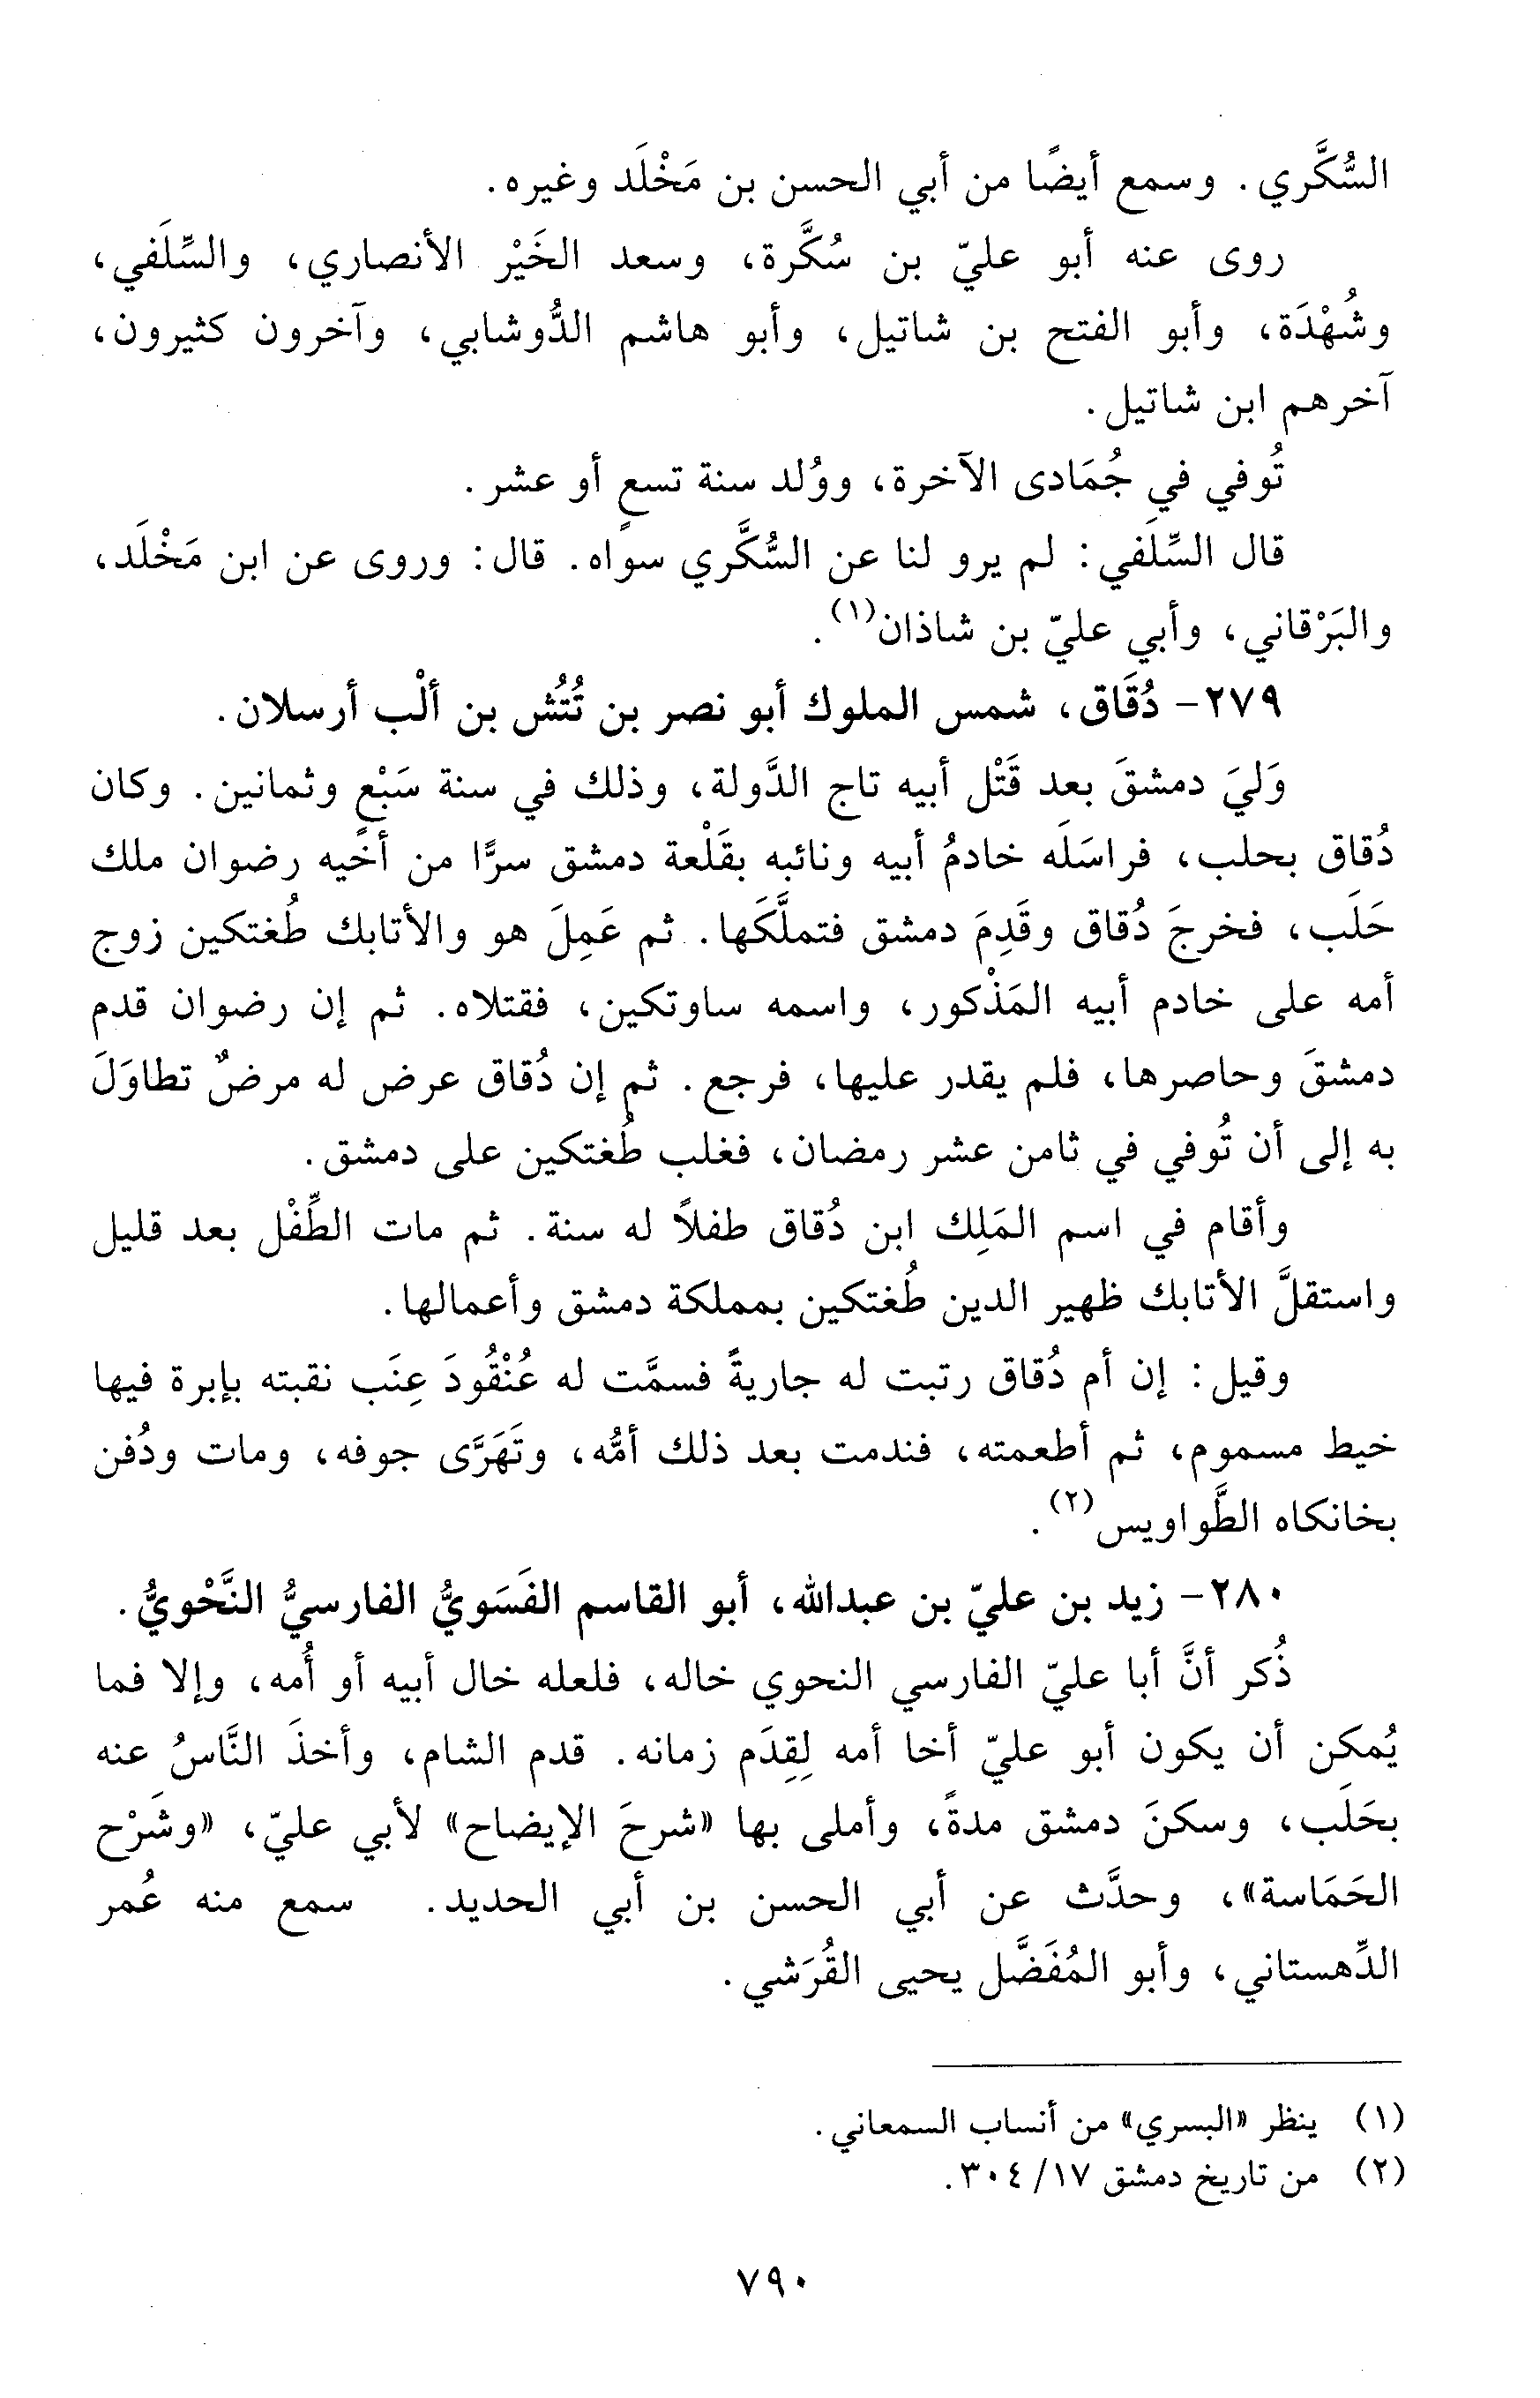 السُّكَّري. وسمع أيضًا من أبي الحسن بن مَخْلَد وغيره.
روى عنه أبو عليّ بن سُكَّرة، وسعد الخَيْر الأنصاري، والسِّلَفي،
وشُهْدَة، وأبو الفتح بن شاتيل، وأبو هاشم الدُّوشابي، وآخرون كثيرون،
آخرهم ابن شاتيل.
تُوفي في جُمَادى الآخرة، ووُلد سنة تسعٍ أو عشر.
قال السِّلَفي: لم يرو لنا عن السُّكَّري سواه. قال: وروى عن ابن مَخْلَد،
والبَرْقاني، وأبي عليّ بن شاذان(١).
٢٧٩- دُقَاق، شمس الملوك أبو نصر بن تُتُش بن ألْب أرسلان.
وَليَ دمشقَ بعد قَتْل أبيه تاج الدَّولة، وذلك في سنة سَبْعٍ وثمانين. وكان
دُقاق بحلب، فراسَلَه خادمُ أبيه ونائبه بقَلْعة دمشق سرًّا من أخيه رضوان ملك
حَلَب، فخرجَ دُقاق وقَدِمَ دمشق فتملَّكَها. ثم عَمِلَ هو والأتابك طُغتكين زوج
أمه على خادم أبيه المَذْكور، واسمه ساوتكين، فقتلاه. ثم إن رضوان قدم
دمشقَ وحاصرها، فلم يقدر عليها، فرجع. ثم إن دُقاق عرض له مرضٌ تطاوَلَ
به إلى أن تُوفي في ثامن عشر رمضان، فغلب طُغتكين على دمشق.
وأقام في اسم المَلِك ابن دُقاق طفلاً له سنة. ثم مات الطِّفْل بعد قليل
واستقلَّ الأتابك ظهير الدين طُغتكين بمملكة دمشق وأعمالها.
وقيل: إن أم دُقاق رتبت له جاريةً فسمَّت له عُنْقُودَ عِنَب نقبته بإبرة فيها
خيط مسموم، ثم أطعمته، فندمت بعد ذلك أمُّه، وتَهَرَّى جوفه، ومات ودُفن
بخانكاه الطَّواويس(٢).
٢٨٠- زيد بن عليّ بن عبدالله، أبو القاسم الفَسَويُّ الفارسيُّ النَّحْويُّ.
ذُكر أنَّ أبا عليّ الفارسي النحوي خاله، فلعله خال أبيه أو أُمه، وإلا فما
يُمكن أن يكون أبو عليّ أخا أمه لِقِدَم زمانه. قدم الشام، وأخذَ النَّاسُ عنه
بحَلَب، وسكنَ دمشق مدةً، وأملى بها «شرحَ الإيضاح» لأبي عليّ، «وشَرْح
الحَمَاسة»، وحدَّث عن أبي الحسن بن أبي الحديد. سمع منه عُمر
الدِّهستاني، وأبو المُفَضَّل يحيى القُرَشي.
(١) ينظر «البسري» من أنساب السمعاني.
(٢) من تاريخ دمشق ١٧/ ٣٠٤.
٧٩٠